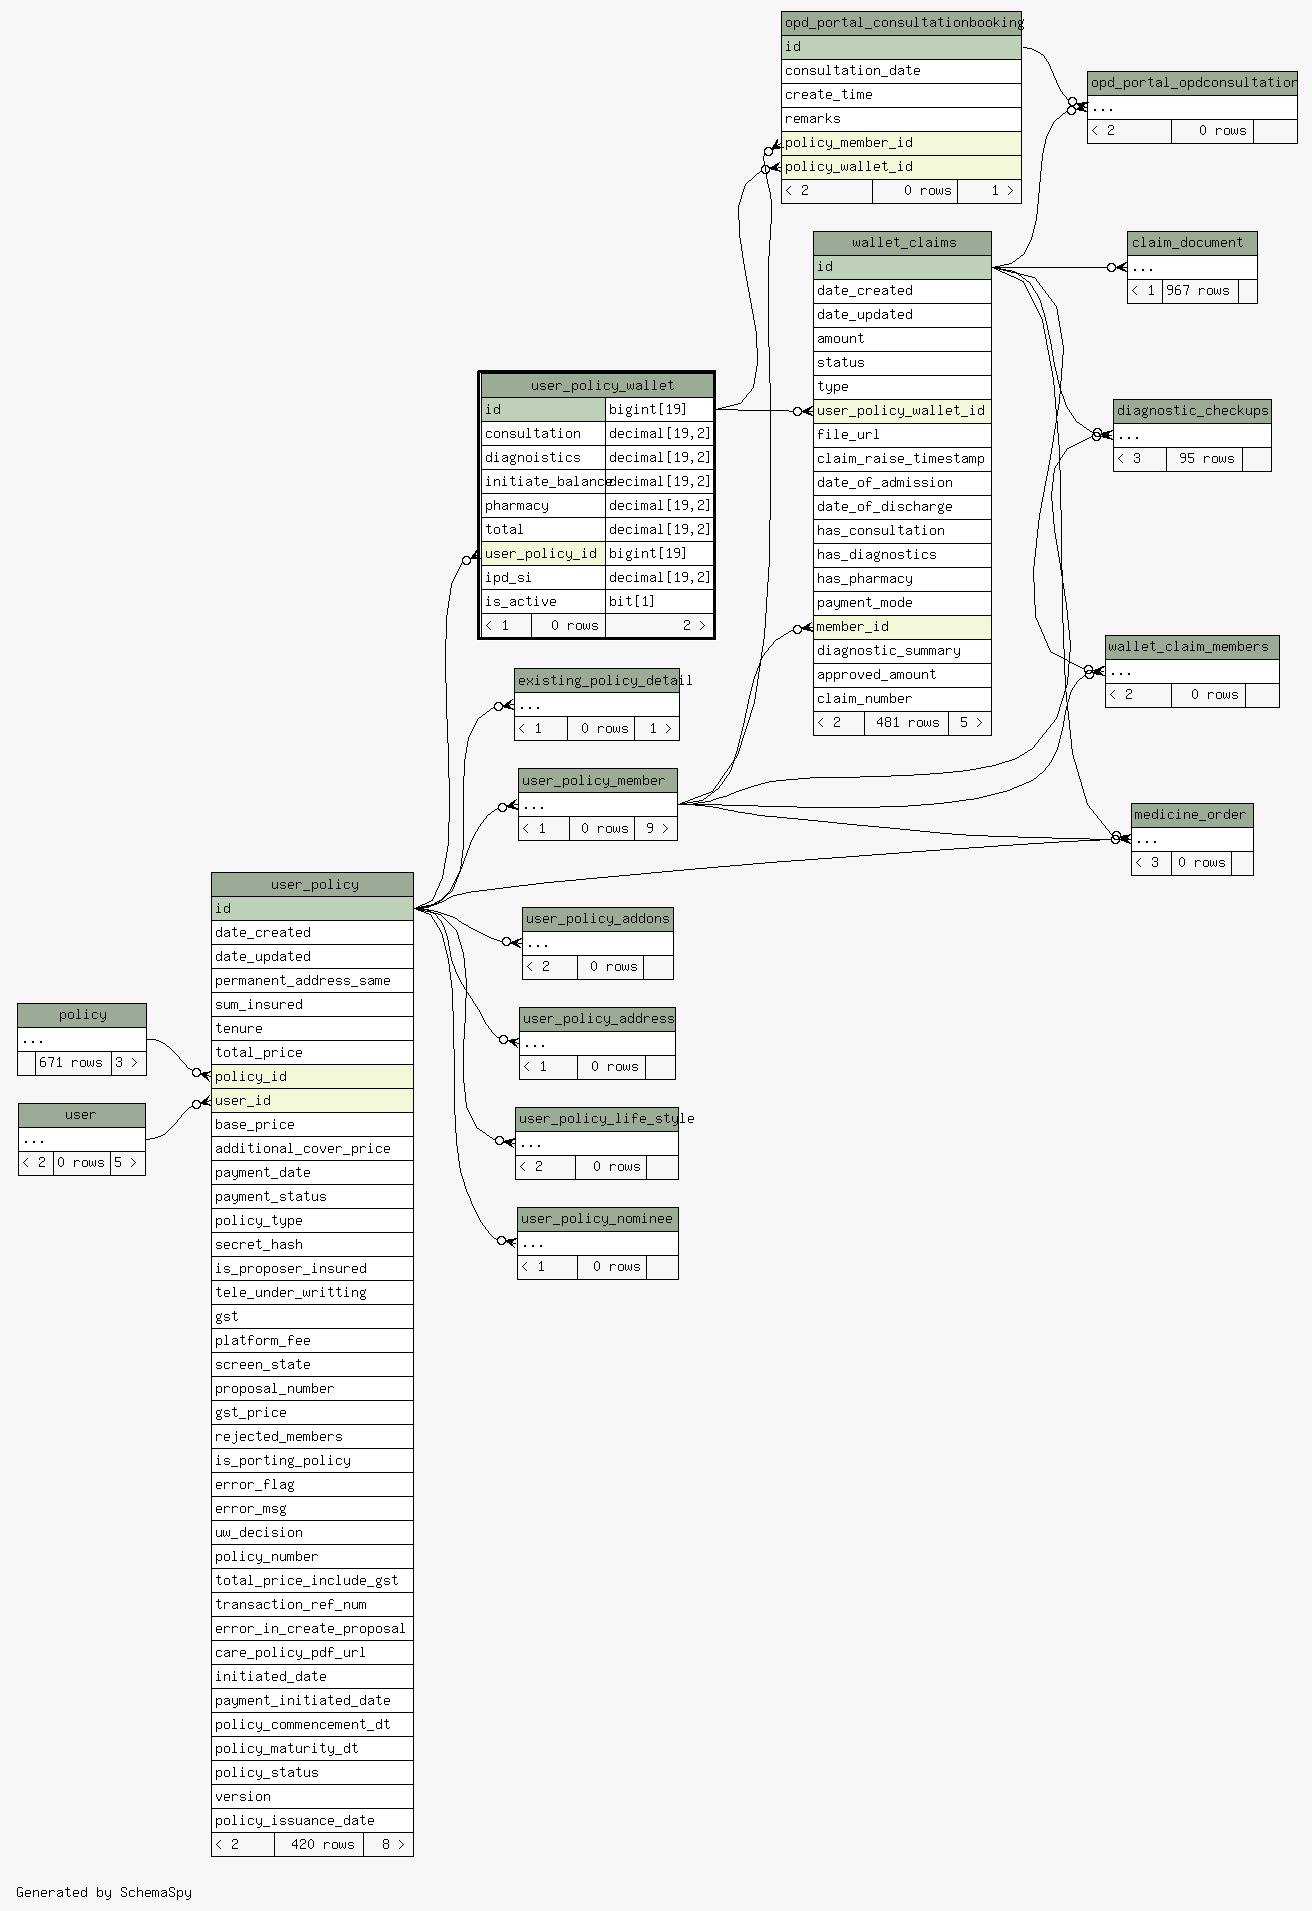 opd_portal_consultationbooking
id
consultation_date
create_time
remarks
policy_member_id
policy_wallet_id
< 2 0 rows 1 >
opd_portal_opdconsultation
...
< 2 0 rows
wallet_claims
id
date_created
date_updated
amount
status
type
user_policy_wallet_id
file_url
claim_raise_timestamp
date_of_admission
date_of_discharge
has_consultation
has_diagnostics
has_pharmacy
payment_mode
member_id
diagnostic_summary
approved_amount
claim_number
< 2 481 rows 5 >
claim_document
...
< 1 967 rows
diagnostic_checkups
...
< 3 95 rows
user_policy_wallet
id bigint[19]
consultation decimal[19,2]
diagnoistics decimal[19,2]
initiate_balance decimal[19,2]
pharmacy decimal[19,2]
total decimal[19,2]
user_policy_id bigint[19]
ipd_si decimal[19,2]
is_active bit[1]
< 1 0 rows 2 >
wallet_claim_members
...
< 2 0 rows
existing_policy_detail
...
< 1 0 rows 1 >
user_policy_member
...
< 1 0 rows 9 >
medicine_order
...
< 3 0 rows
user_policy
id
date_created
date_updated
permanent_address_same
sum_insured
tenure
total_price
policy_id
user_id
base_price
additional_cover_price
payment_date
payment_status
policy_type
secret_hash
is_proposer_insured
tele_under_writting
gst
platform_fee
screen_state
proposal_number
gst_price
rejected_members
is_porting_policy
error_flag
error_msg
uw_decision
policy_number
total_price_include_gst
transaction_ref_num
error_in_create_proposal
care_policy_pdf_url
initiated_date
payment_initiated_date
policy_commencement_dt
policy_maturity_dt
policy_status
version
policy_issuance_date
< 2 420 rows 8 >
user_policy_addons
...
< 2 0 rows
user_policy_address
...
< 1 0 rows
user_policy_life_style
...
< 2 0 rows
user_policy_nominee
...
< 1 0 rows
policy
...
671 rows 3 >
user
...
< 2 0 rows 5 >
Generated by SchemaSpy